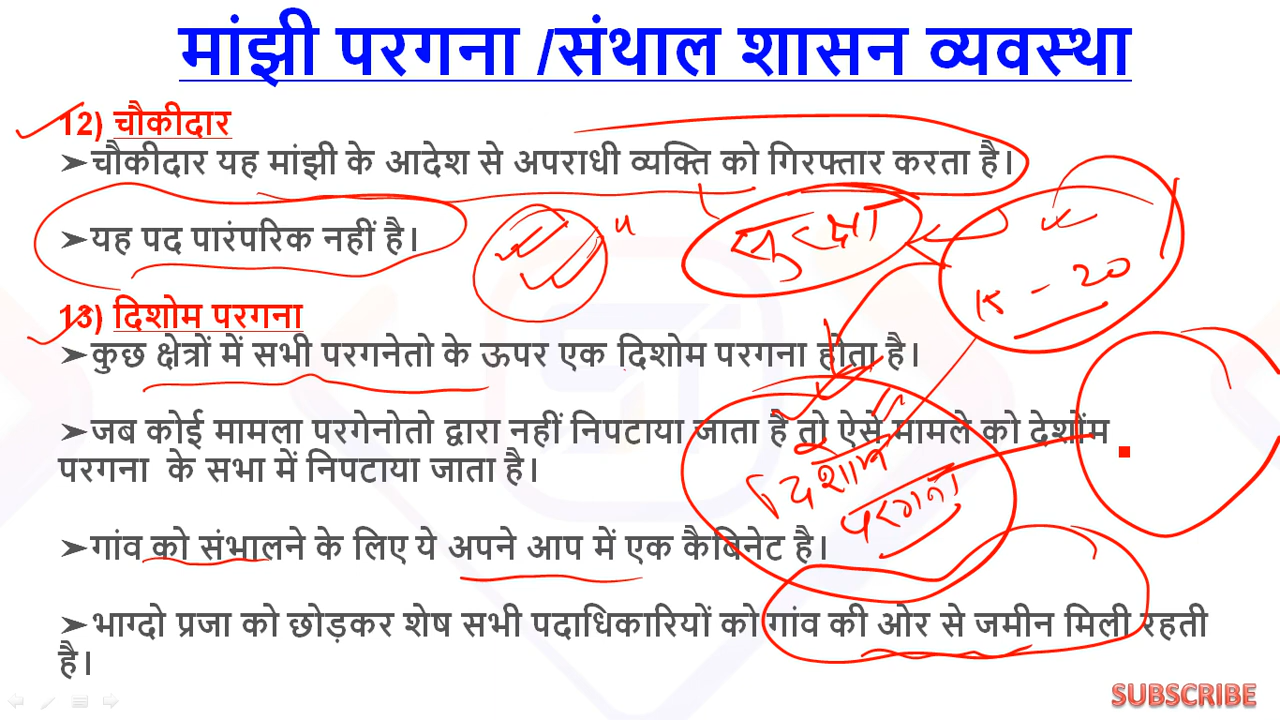 मांझी परगना /संथाल शासन व्यवस्था
12) चौकीदार
➤चौकीदार यह मांझी के आदेश से अपराधी व्यक्ति को गिरफ्तार करता है।
सुरक्षा
➤यह पद पारंपरिक नहीं है।
15 - 20
13) दिशोम परगना
➤कुछ क्षेत्रों में सभी परगनेतो के ऊपर एक दिशोम परगना होता है।
➤जब कोई मामला परगेनोतो द्वारा नहीं निपटाया जाता है तो ऐसे मामले को देशोंम
परगना के सभा में निपटाया जाता है।
दिशोम
परगना
➤गांव को संभालने के लिए ये अपने आप में एक कैबिनेट है।
➤भाग्दो प्रजा को छोड़कर शेष सभी पदाधिकारियों को गांव की ओर से जमीन मिली रहती
है।
SUBSCRIBE